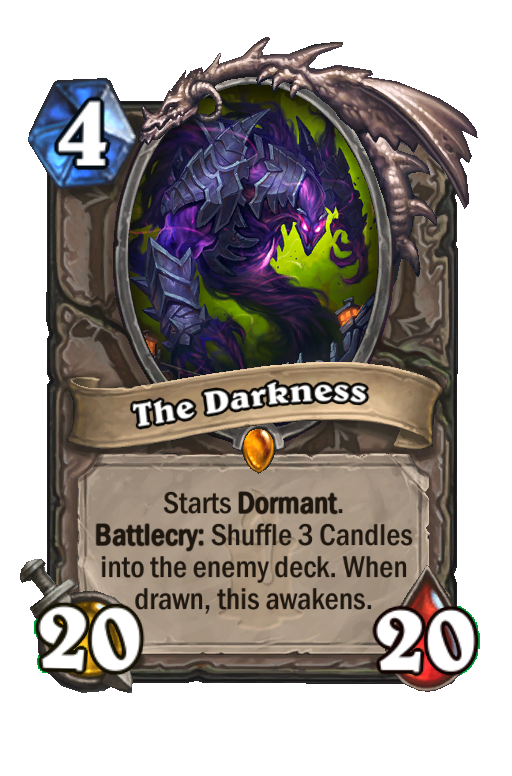 4
The Darkness
Starts Dormant.
Battlecry: Shuffle 3 Candles
into the enemy deck. When
drawn, this awakens.
20
20